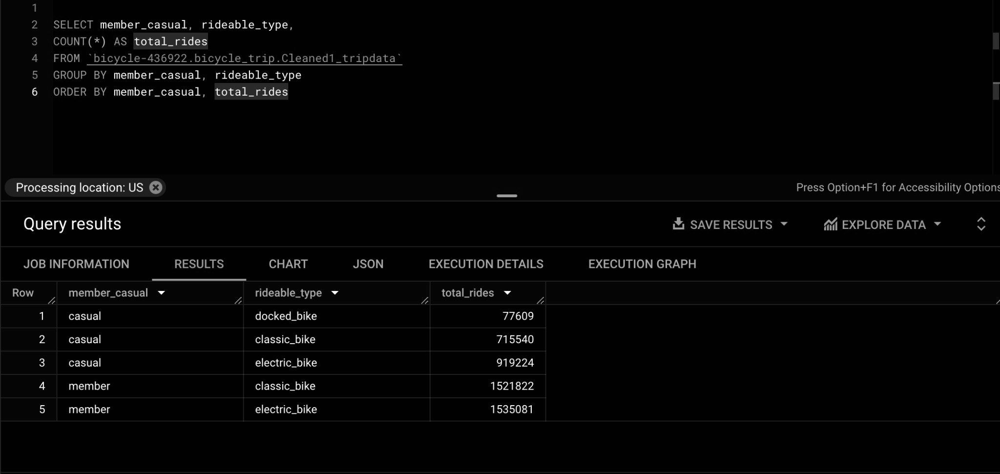 1
2 SELECT member_casual, rideable_type,
3 COUNT(*) AS total_rides
4 FROM `bicycle-436922.bicycle_trip.Cleaned1_tripdata`
5 GROUP BY member_casual, rideable_type
6 ORDER BY member_casual, total_rides
Processing location: US Press Option+F1 for Accessibility Options
Query results SAVE RESULTS EXPLORE DATA
JOB INFORMATION RESULTS CHART JSON EXECUTION DETAILS EXECUTION GRAPH
Row member_casual rideable_type total_rides
1 casual docked_bike 77609
2 casual classic_bike 715540
3 casual electric_bike 919224
4 member classic_bike 1521822
5 member electric_bike 1535081